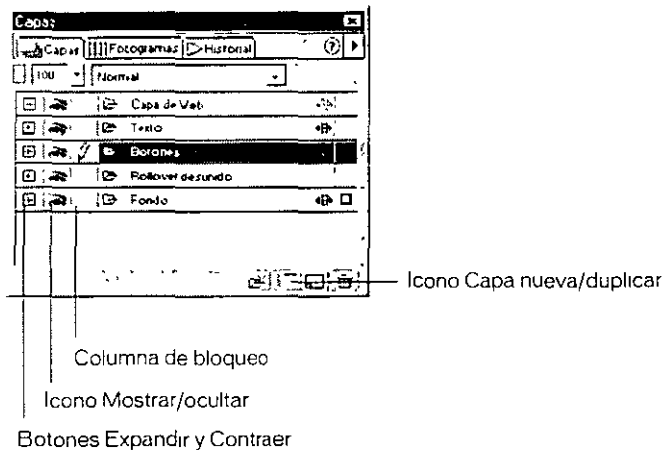 Capas
Capas Fotogramas Historial
100 Normal
Capa de Web
Texto
Botones
Rollover desunido
Fondo
Icono Capa nueva/duplicar
Columna de bloqueo
Icono Mostrar/ocultar
Botones Expandir y Contraer